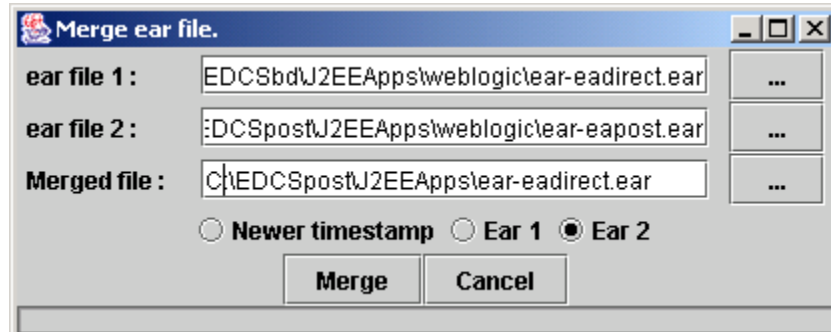 Merge ear file.
ear file 1 : EDCSbd\J2EEApps\weblogic\ear-eadirect.ear ...
ear file 2 : EDCSpost\J2EEApps\weblogic\ear-eapost.ear ...
Merged file : C:\EDCSpost\J2EEApps\ear-eadirect.ear ...
Newer timestamp Ear 1 Ear 2
Merge Cancel